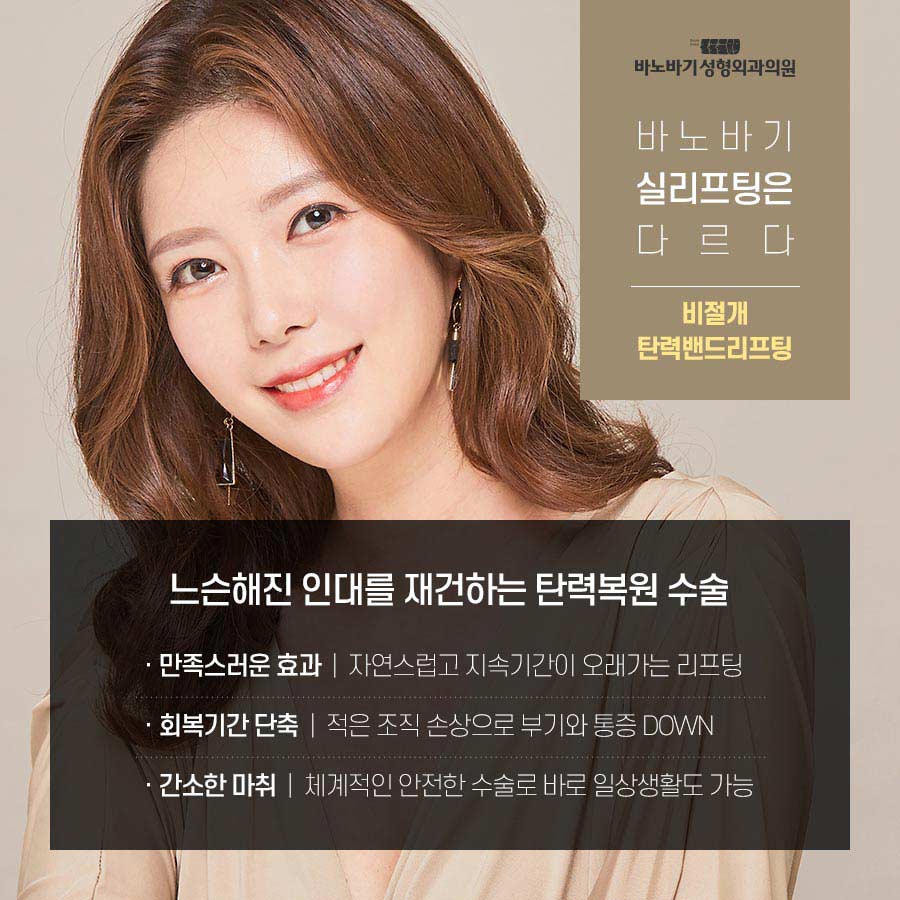 바노바기 성형외과의원
바노바기
실리프팅은
다르다
비절개
탄력밴드리프팅
느슨해진 인대를 재건하는 탄력복원 수술
· 만족스러운 효과 | 자연스럽고 지속기간이 오래가는 리프팅
· 회복기간 단축 | 적은 조직 손상으로 부기와 통증 DOWN
· 간소한 마취 | 체계적인 안전한 수술로 바로 일상생활도 가능